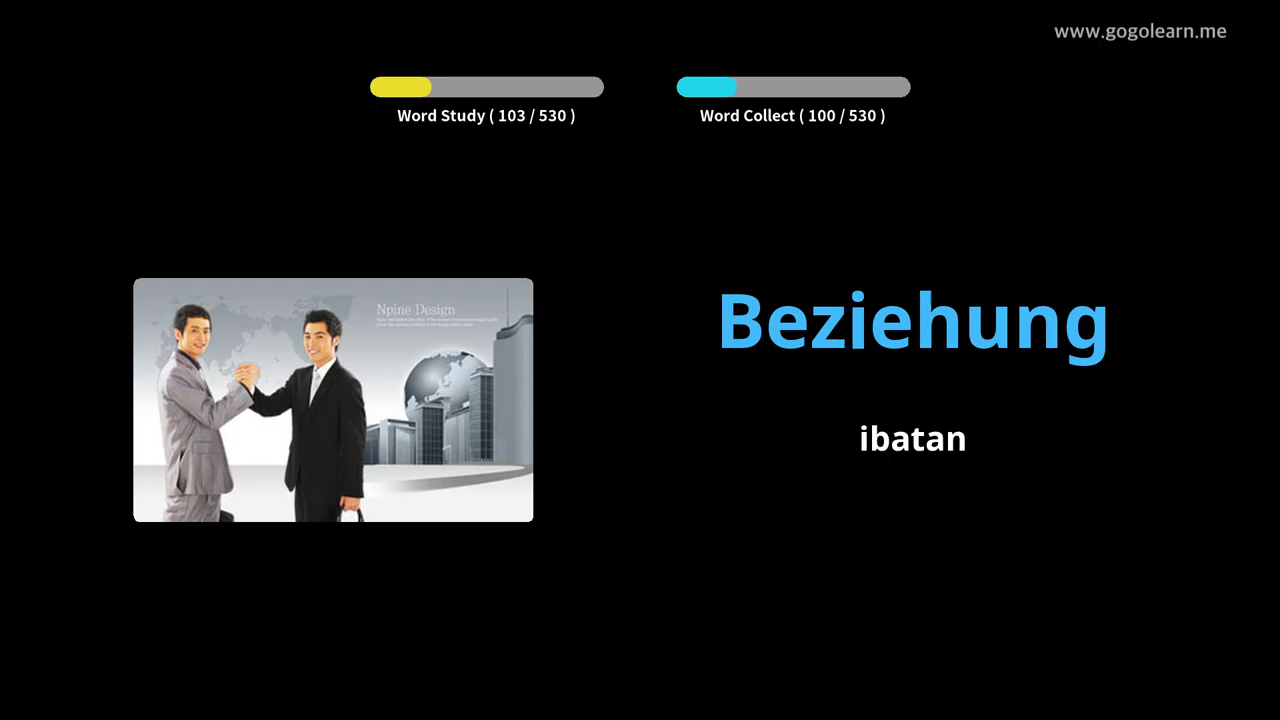 www.gogolearn.me
Word Study ( 103 / 530 )
Word Collect ( 100 / 530 )
Npine Design
Beziehung
ibatan